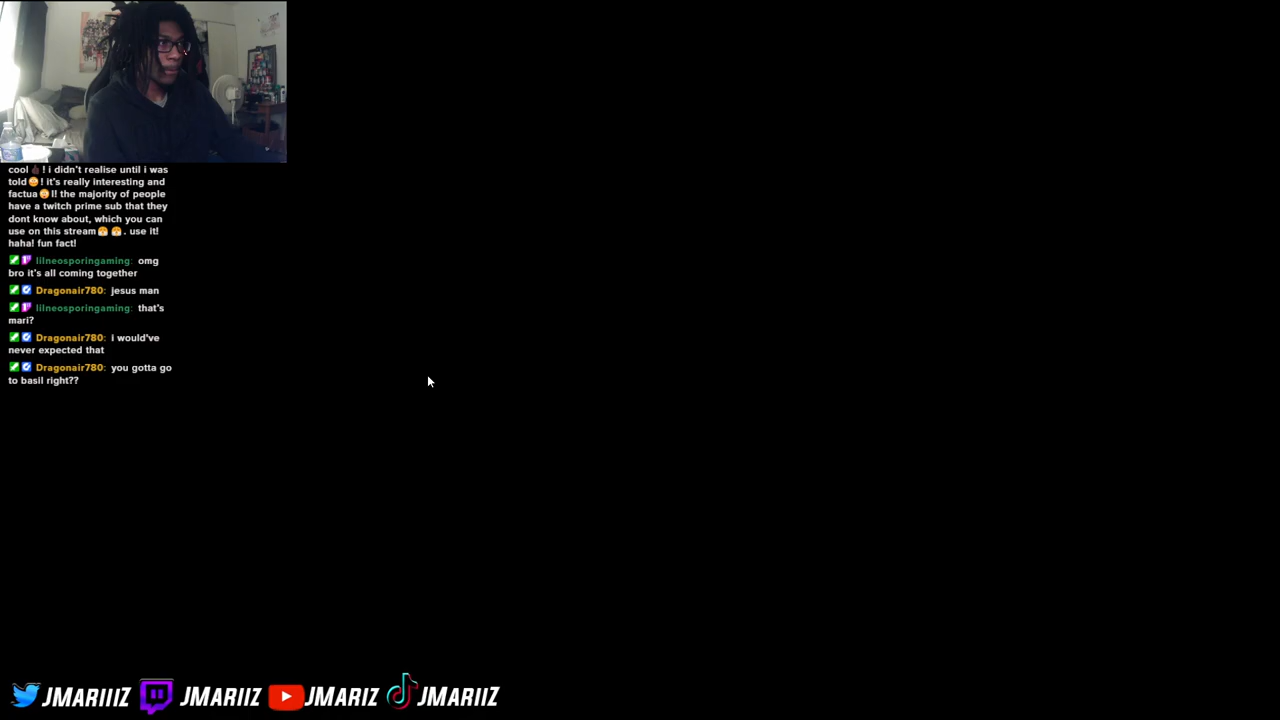 cool👍🏿! i didn't realise until i was
told😳! it's really interesting and
factua😳l! the majority of people
have a twitch prime sub that they
dont know about, which you can
use on this stream😤 😤. use it!
haha! fun fact!
lilneosporingaming: omg
bro it's all coming together
Dragonair780: jesus man
lilneosporingaming: that's
mari?
Dragonair780: i would've
never expected that
Dragonair780: you gotta go
to basil right??
JMARIIIZ JMARIIZ JMARIZ JMARIIZ